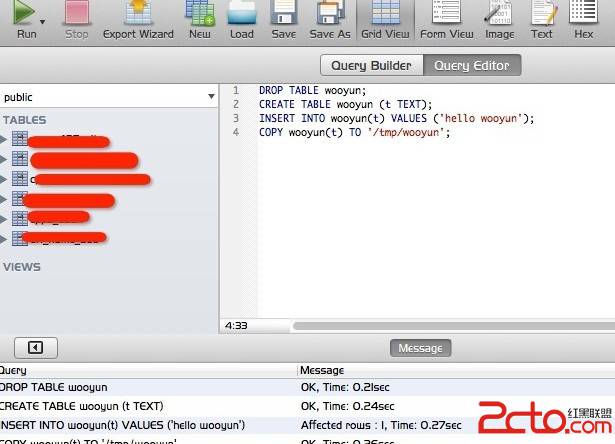 Run Stop Export Wizard New Load Save Save As Grid View Form View Image Text Hex
Query Builder Query Editor
public
TABLES
VIEWS
1 DROP TABLE wooyun;
2 CREATE TABLE wooyun (t TEXT);
3 INSERT INTO wooyun(t) VALUES ('hello wooyun');
4 COPY wooyun(t) TO '/tmp/wooyun';
4:33
Message
Query Message
DROP TABLE wooyun OK, Time: 0.21sec
CREATE TABLE wooyun (t TEXT) OK, Time: 0.24sec
INSERT INTO wooyun(t) VALUES ('hello wooyun') Affected rows : 1, Time: 0.27sec
COPY wooyun(t) TO '/tmp/wooyun' OK, Time: 0.26sec
2cto.com
红黑联盟